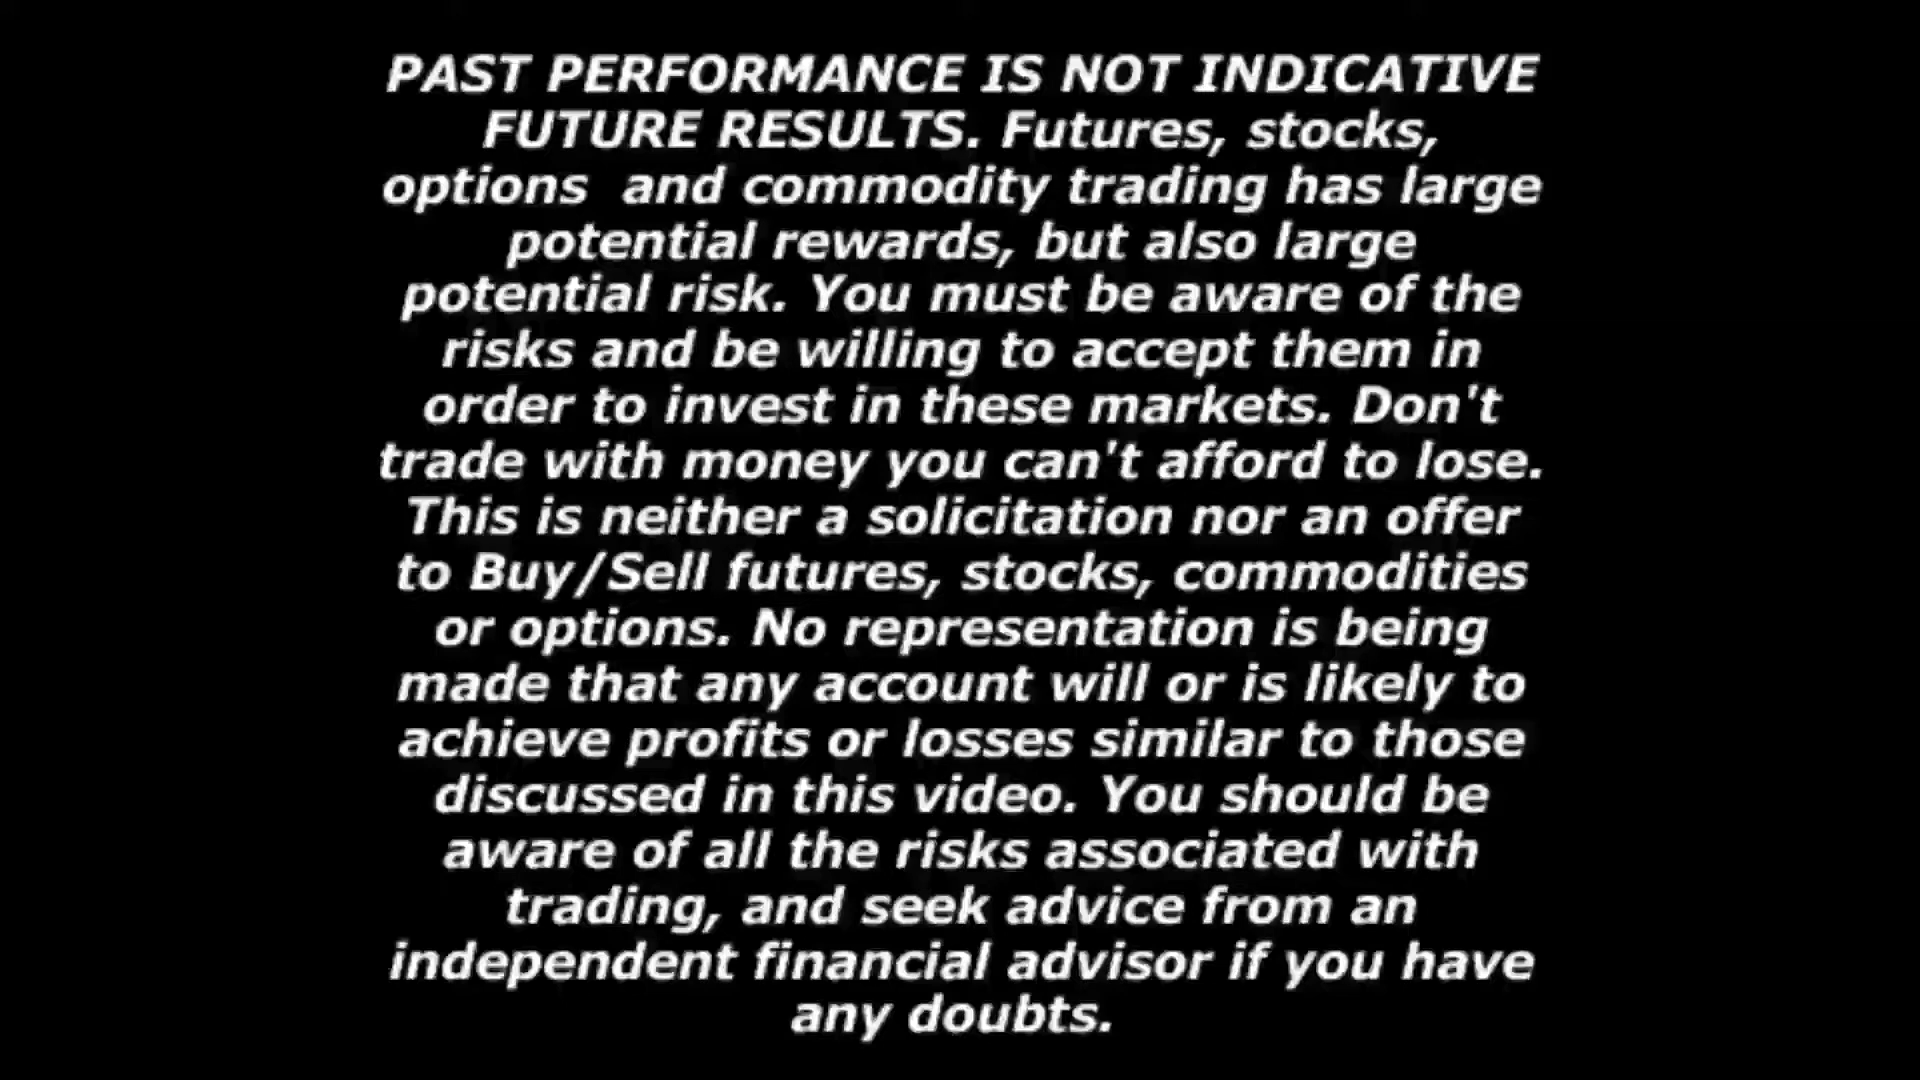 PAST PERFORMANCE IS NOT INDICATIVE
FUTURE RESULTS. Futures, stocks,
options  and commodity trading has large
potential rewards, but also large
potential risk. You must be aware of the
risks and be willing to accept them in
order to invest in these markets. Don't
trade with money you can't afford to lose.
This is neither a solicitation nor an offer
to Buy/Sell futures, stocks, commodities
or options. No representation is being
made that any account will or is likely to
achieve profits or losses similar to those
discussed in this video. You should be
aware of all the risks associated with
trading, and seek advice from an
independent financial advisor if you have
any doubts.